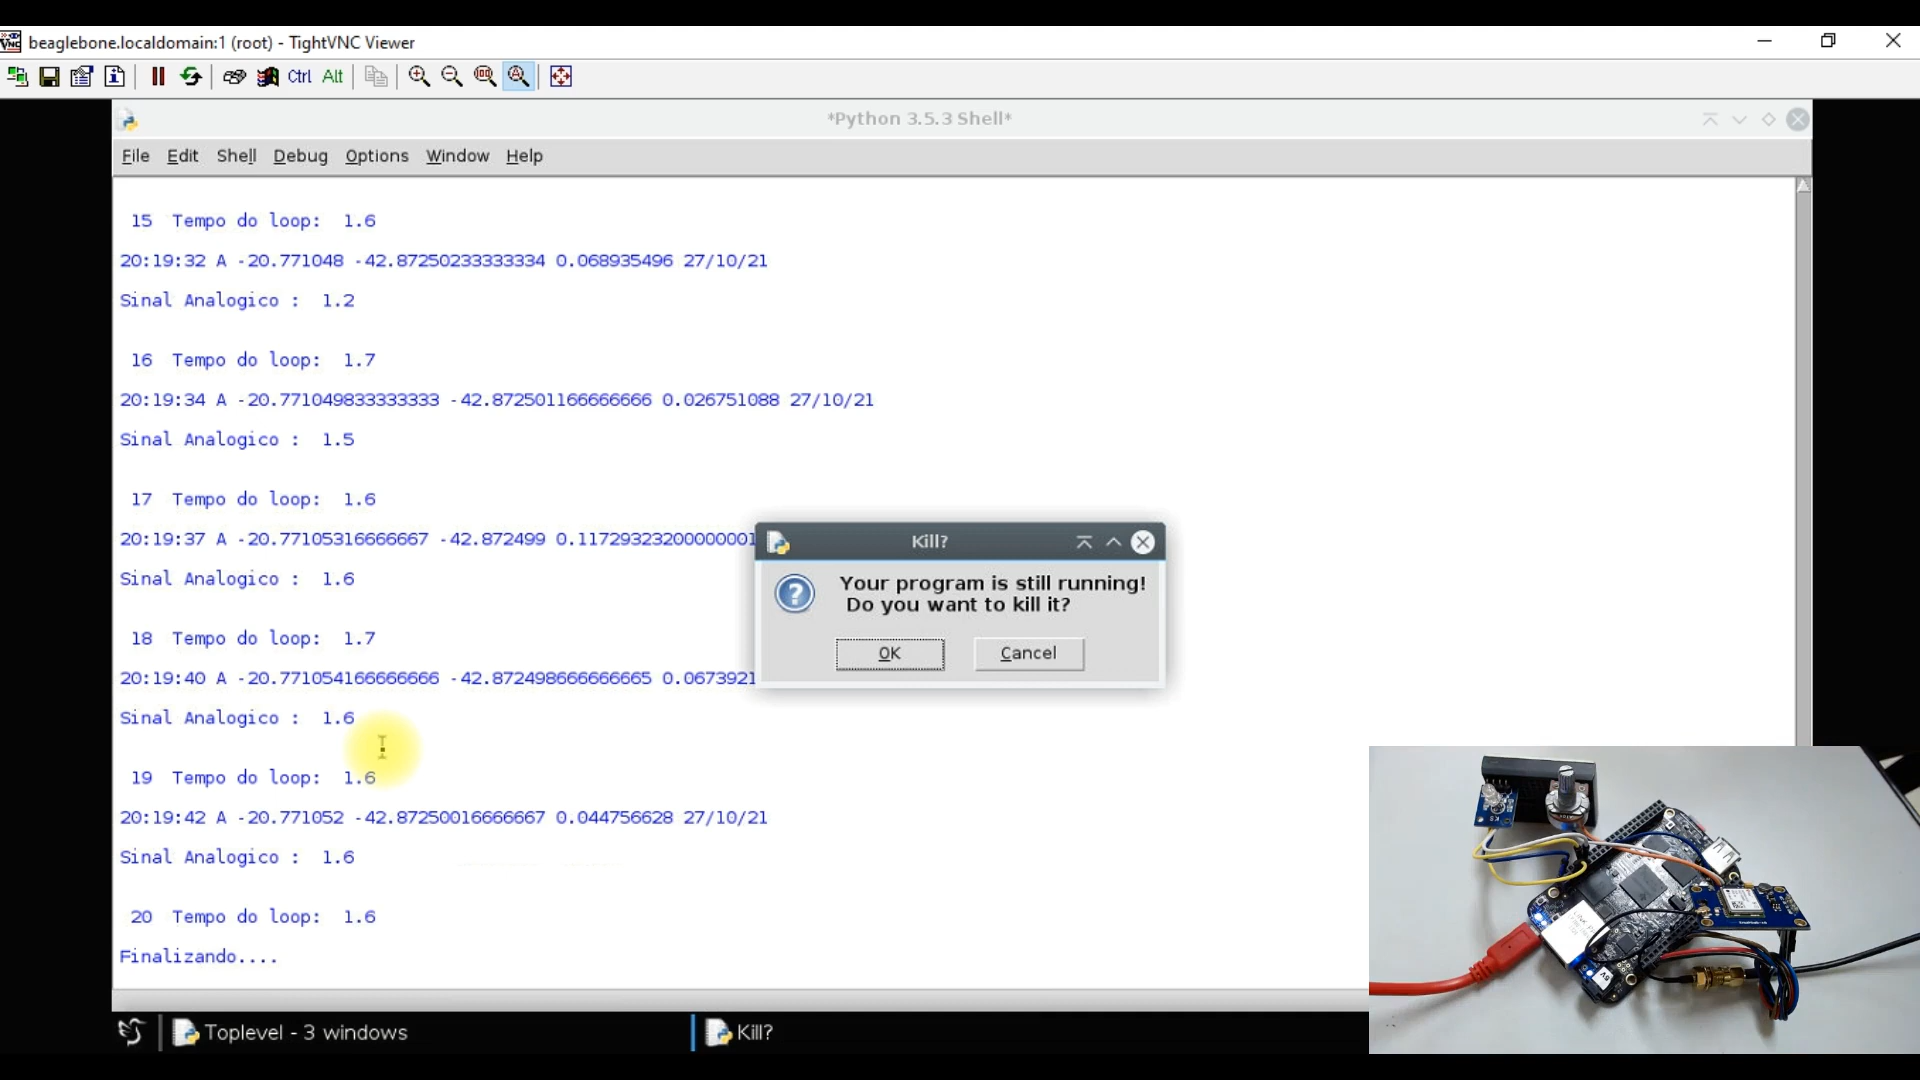 beaglebone.localdomain:1 (root) - TightVNC Viewer
Ctrl Alt
*Python 3.5.3 Shell*
File Edit Shell Debug Options Window Help
15 Tempo do loop: 1.6
20:19:32 A -20.771048 -42.87250233333334 0.068935496 27/10/21
Sinal Analogico : 1.2
16 Tempo do loop: 1.7
20:19:34 A -20.771049833333333 -42.872501166666666 0.026751088 27/10/21
Sinal Analogico : 1.5
17 Tempo do loop: 1.6
20:19:37 A -20.77105316666667 -42.872499 0.11729323200000001
Sinal Analogico : 1.6
18 Tempo do loop: 1.7
20:19:40 A -20.771054166666666 -42.872498666666665 0.0673921
Sinal Analogico : 1.6
19 Tempo do loop: 1.6
20:19:42 A -20.771052 -42.87250016666667 0.044756628 27/10/21
Sinal Analogico : 1.6
20 Tempo do loop: 1.6
Finalizando....
Kill?
Your program is still running!
Do you want to kill it?
OK Cancel
Toplevel - 3 windows
Kill?
5V